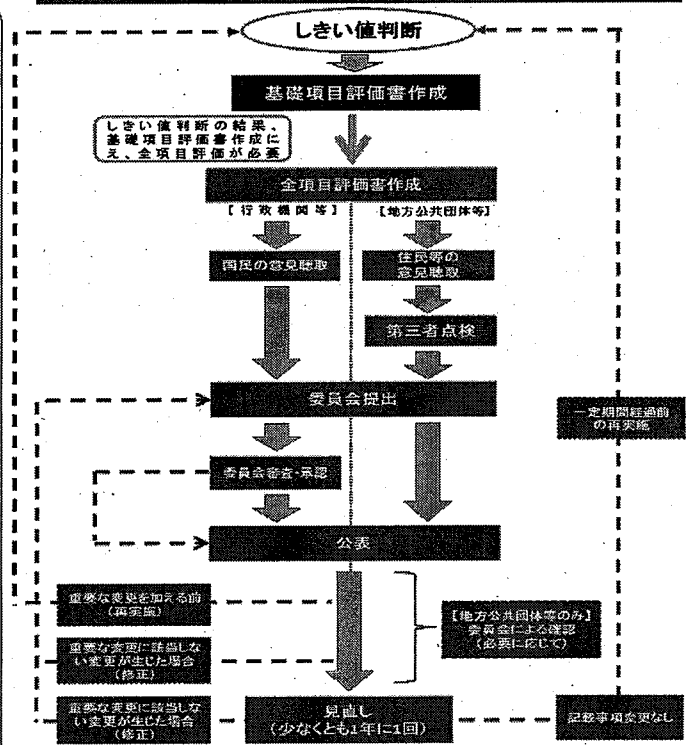 しきい値判断
基礎項目評価書作成
しきい値判断の結果、
基礎項目評価書作成に
え、全項目評価が必要
全項目評価書作成
【行政機関等】
【地方公共団体等】
国民の意見聴取
住民等の
意見聴取
第三者点検
委員会提出
一定期間経過前
の再実施
委員会審査・承認
公表
重要な変更を加える前
(再実施)
【地方公共団体等のみ】
委員会による確認
(必要に応じて)
重要な変更に該当しな
い変更が生じた場合
(修正)
重要な変更に該当しな
い変更が生じた場合
(修正)
見直し
(少なくとも1年に1回)
記載事項変更なし